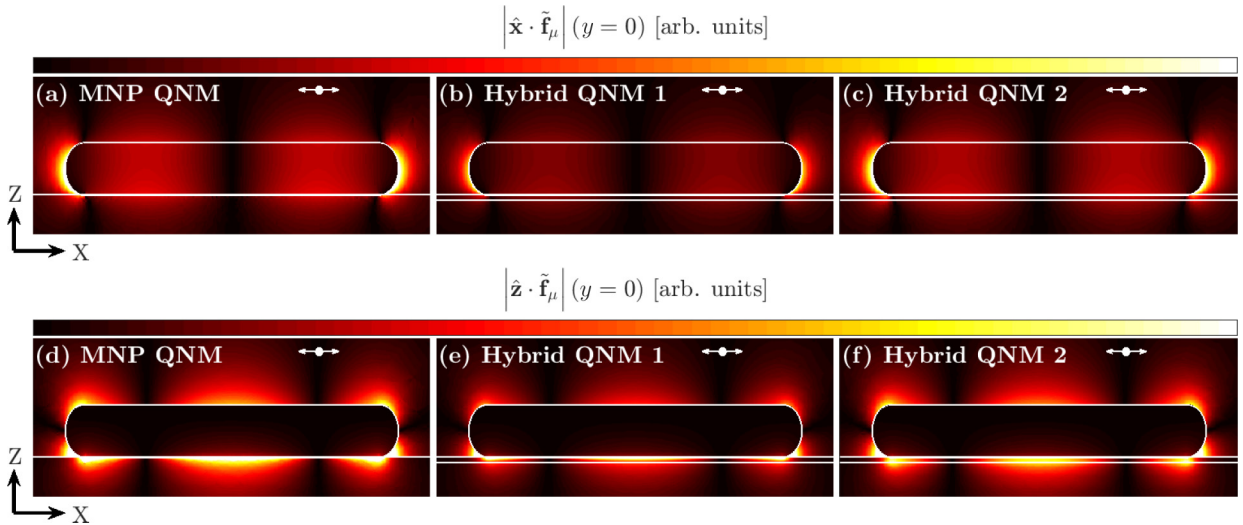 |x̂ · f̃_μ| (y = 0) [arb. units]
(a) MNP QNM
(b) Hybrid QNM 1
(c) Hybrid QNM 2
Z
X
|ẑ · f̃_μ| (y = 0) [arb. units]
(d) MNP QNM
(e) Hybrid QNM 1
(f) Hybrid QNM 2
Z
X